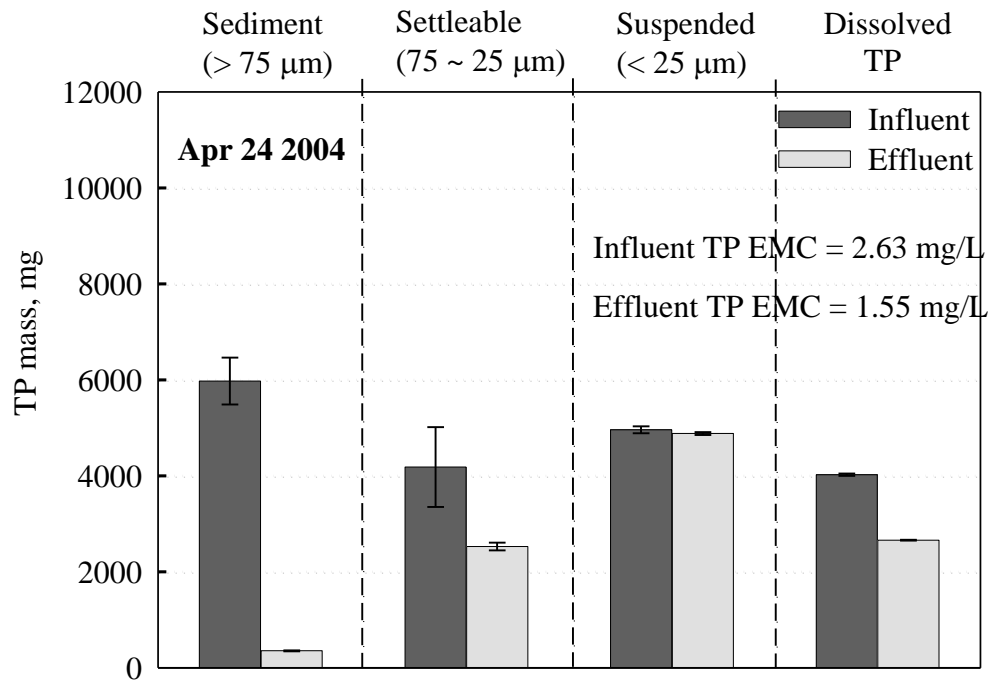 Sediment
(> 75 μm)
Settleable
(75 ~ 25 μm)
Suspended
(< 25 μm)
Dissolved
TP
12000
10000
8000
6000
4000
2000
0
TP mass, mg
Apr 24 2004
Influent
Effluent
Influent TP EMC = 2.63 mg/L
Effluent TP EMC = 1.55 mg/L